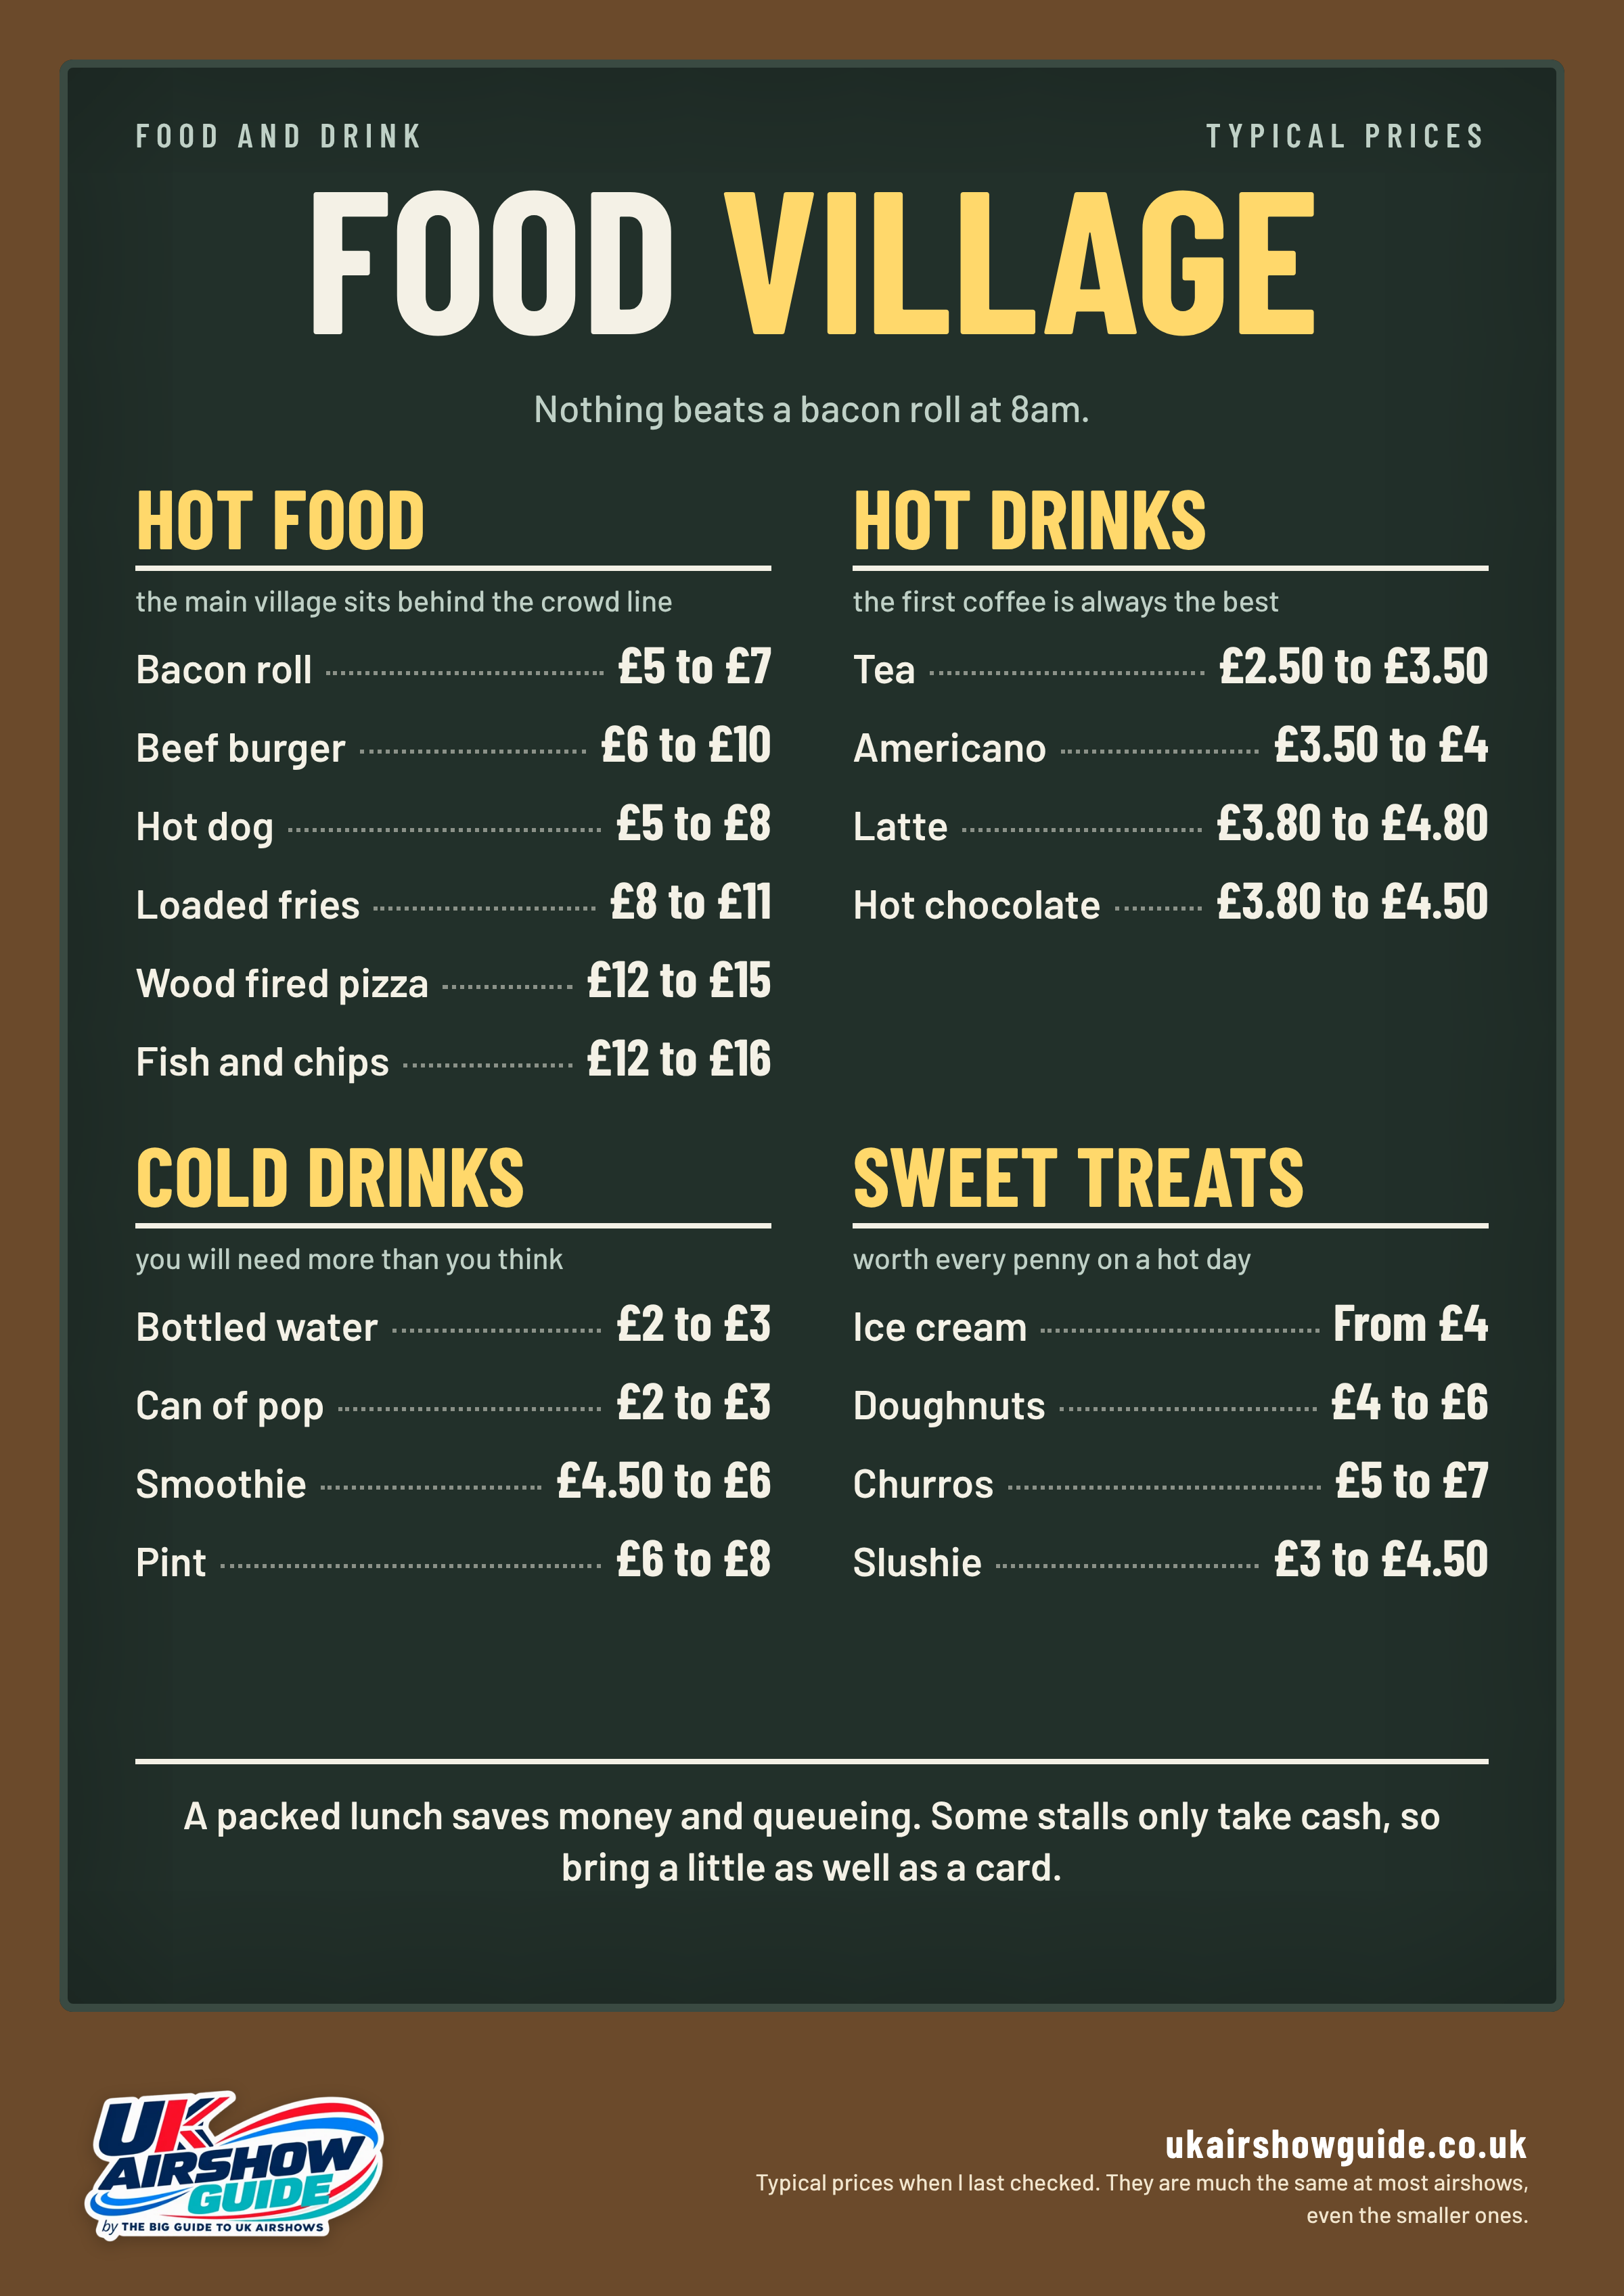 FOOD AND DRINK
TYPICAL PRICES
FOOD VILLAGE
Nothing beats a bacon roll at 8am.
HOT FOOD
the main village sits behind the crowd line
Bacon roll £5 to £7
Beef burger £6 to £10
Hot dog £5 to £8
Loaded fries £8 to £11
Wood fired pizza £12 to £15
Fish and chips £12 to £16
HOT DRINKS
the first coffee is always the best
Tea £2.50 to £3.50
Americano £3.50 to £4
Latte £3.80 to £4.80
Hot chocolate £3.80 to £4.50
COLD DRINKS
you will need more than you think
Bottled water £2 to £3
Can of pop £2 to £3
Smoothie £4.50 to £6
Pint £6 to £8
SWEET TREATS
worth every penny on a hot day
Ice cream From £4
Doughnuts £4 to £6
Churros £5 to £7
Slushie £3 to £4.50
A packed lunch saves money and queueing. Some stalls only take cash, so
bring a little as well as a card.
UK
AIRSHOW
GUIDE
by THE BIG GUIDE TO UK AIRSHOWS
ukairshowguide.co.uk
Typical prices when I last checked. They are much the same at most airshows,
even the smaller ones.